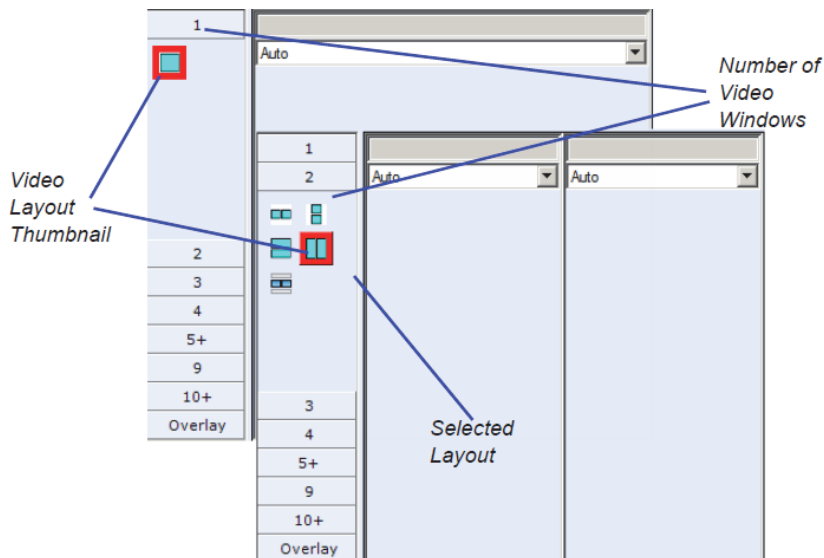 1
Auto
Number of
Video
Windows
1
2
Auto
Auto
Video
Layout
Thumbnail
2
3
4
5+
9
10+
Overlay
3
4
5+
9
10+
Overlay
Selected
Layout